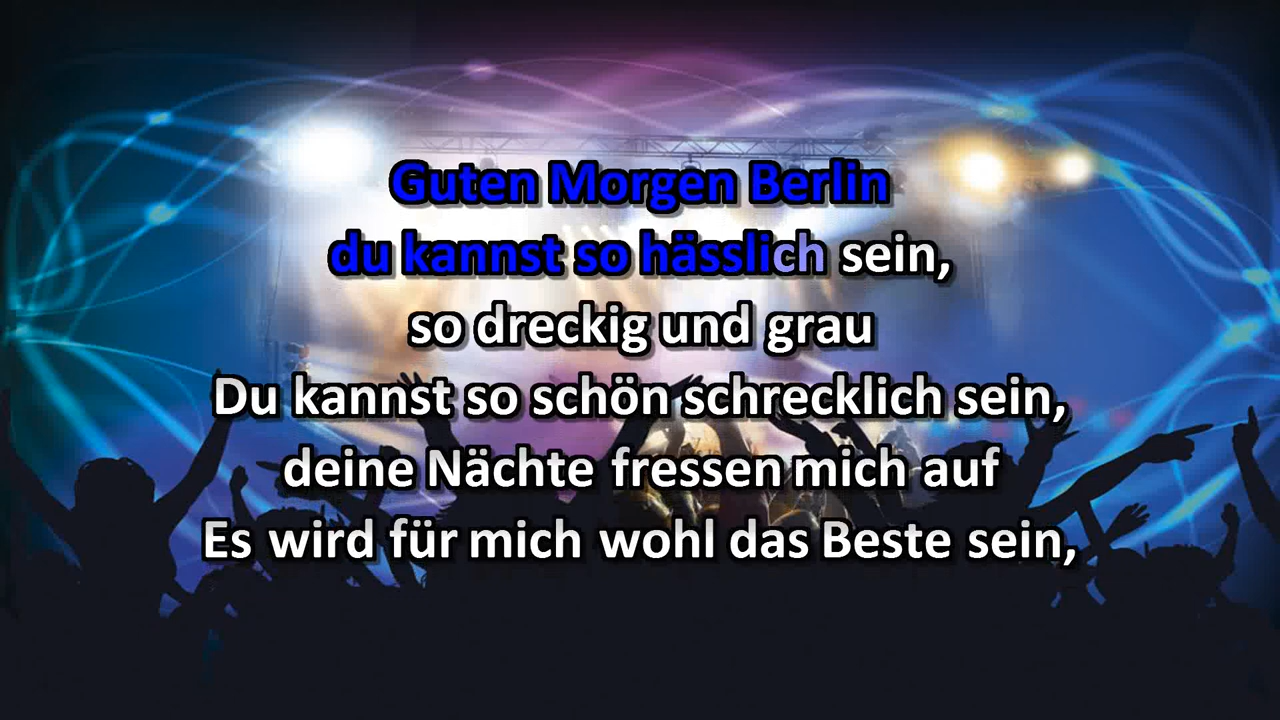 Guten Morgen Berlin
du kannst so hässlich sein,
so dreckig und grau
Du kannst so schön schrecklich sein,
deine Nächte fressen mich auf
Es wird für mich wohl das Beste sein,